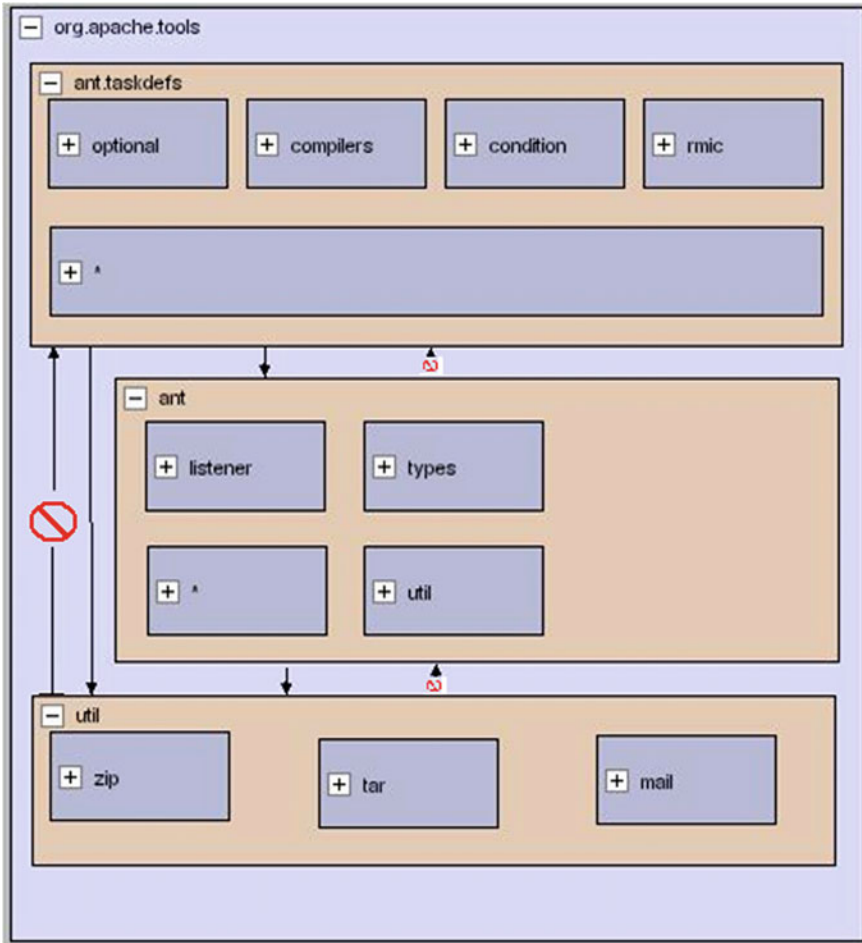 org.apache.tools
ant.taskdefs
optional
compilers
condition
rmic
*
ant
listener
types
*
util
util
zip
tar
mail